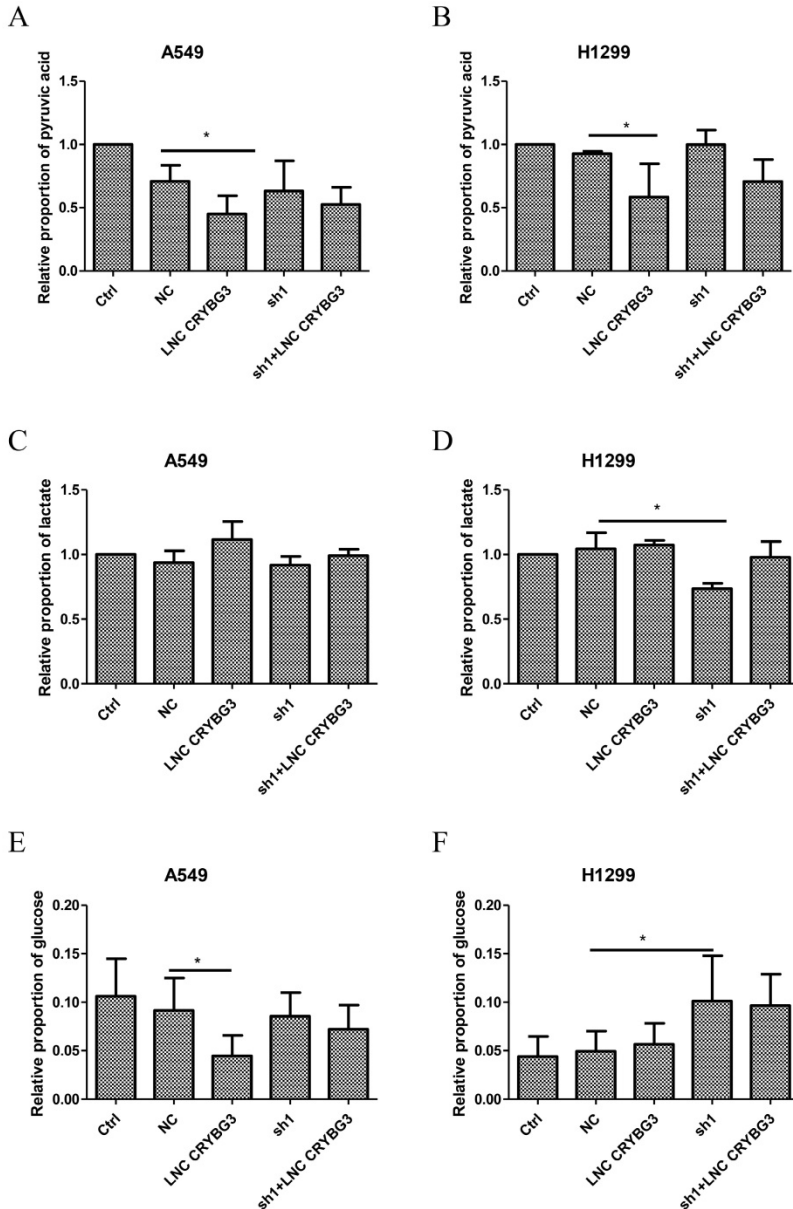 A
A549
Relative proportion of pyruvic acid
1.5
1.0
0.5
0.0
*
Ctrl
NC
LNC CRYBG3
sh1
sh1+LNC CRYBG3
B
H1299
Relative proportion of pyruvic acid
1.5
1.0
0.5
0.0
*
Ctrl
NC
LNC CRYBG3
sh1
sh1+LNC CRYBG3
C
A549
Relative proportion of lactate
1.5
1.0
0.5
0.0
Ctrl
NC
LNC CRYBG3
sh1
sh1+LNC CRYBG3
D
H1299
Relative proportion of lactate
1.5
1.0
0.5
0.0
*
Ctrl
NC
LNC CRYBG3
sh1
sh1+LNC CRYBG3
E
A549
Relative proportion of glucose
0.20
0.15
0.10
0.05
0.00
*
Ctrl
NC
LNC CRYBG3
sh1
sh1+LNC CRYBG3
F
H1299
Relative proportion of glucose
0.20
0.15
0.10
0.05
0.00
*
Ctrl
NC
LNC CRYBG3
sh1
sh1+LNC CRYBG3